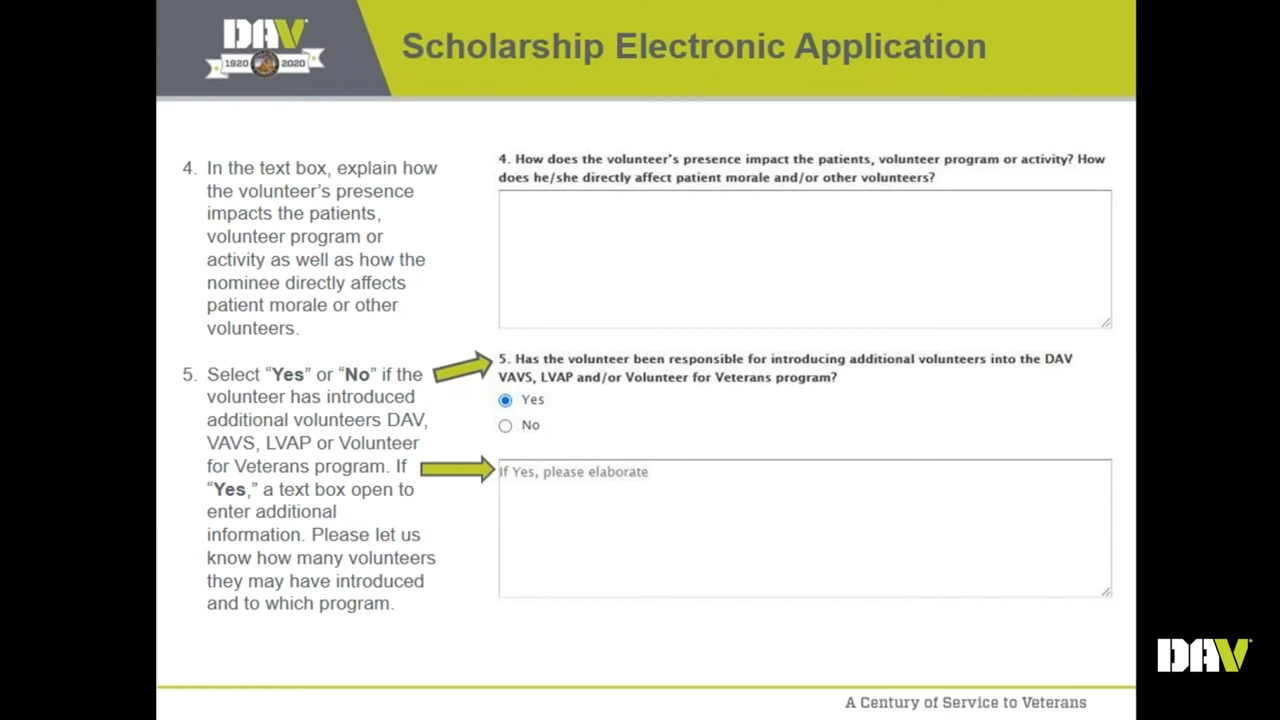 DAV
1920 2020
Scholarship Electronic Application
4. In the text box, explain how
the volunteer's presence
impacts the patients,
volunteer program or
activity as well as how the
nominee directly affects
patient morale or other
volunteers.
5. Select “Yes” or “No” if the
volunteer has introduced
additional volunteers DAV,
VAVS, LVAP or Volunteer
for Veterans program. If
“Yes,” a text box open to
enter additional
information. Please let us
know how many volunteers
they may have introduced
and to which program.
4. How does the volunteer's presence impact the patients, volunteer program or activity? How
does he/she directly affect patient morale and/or other volunteers?
5. Has the volunteer been responsible for introducing additional volunteers into the DAV
VAVS, LVAP and/or Volunteer for Veterans program?
Yes
No
If Yes, please elaborate
DAV
A Century of Service to Veterans